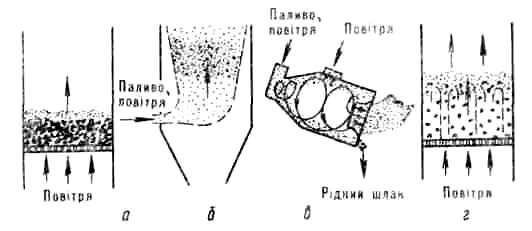 Паливо,
повітря
Повітря
Паливо,
повітря
Повітря
Рідкий шлак
Повітря
а
б
в
г